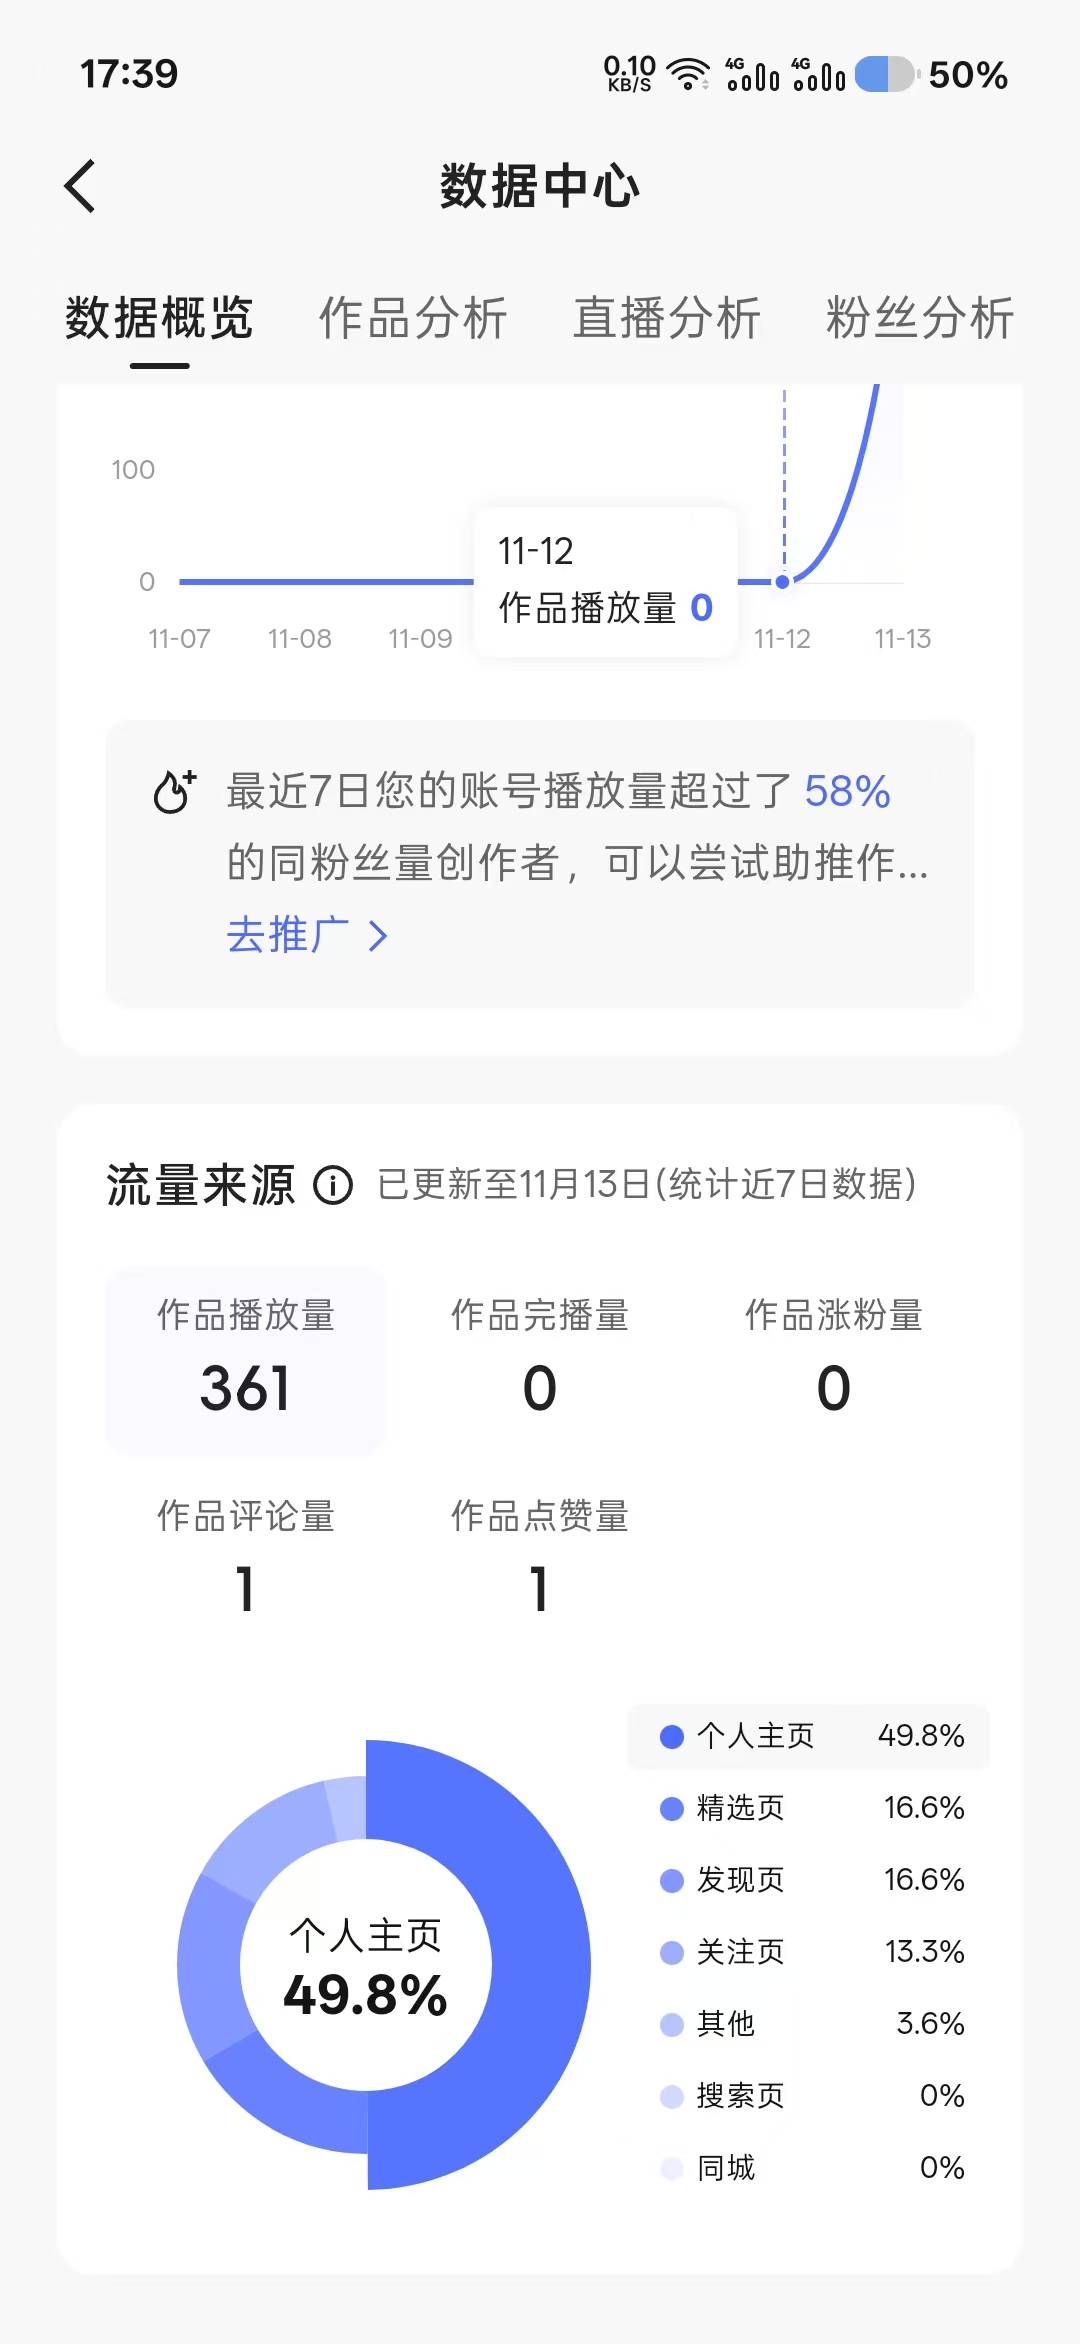 17:39
0.10 KB/S 4G 4G 50%
数据中心
数据概览 作品分析 直播分析 粉丝分析
100
0
11-12
作品播放量 0
11-07 11-08 11-09 11-12 11-13
最近7日您的账号播放量超过了 58%
的同粉丝量创作者，可以尝试助推作...
去推广
流量来源 已更新至11月13日(统计近7日数据)
作品播放量 作品完播量 作品涨粉量
361 0 0
作品评论量 作品点赞量
1 1
个人主页
49.8%
个人主页 49.8%
精选页 16.6%
发现页 16.6%
关注页 13.3%
其他 3.6%
搜索页 0%
同城 0%